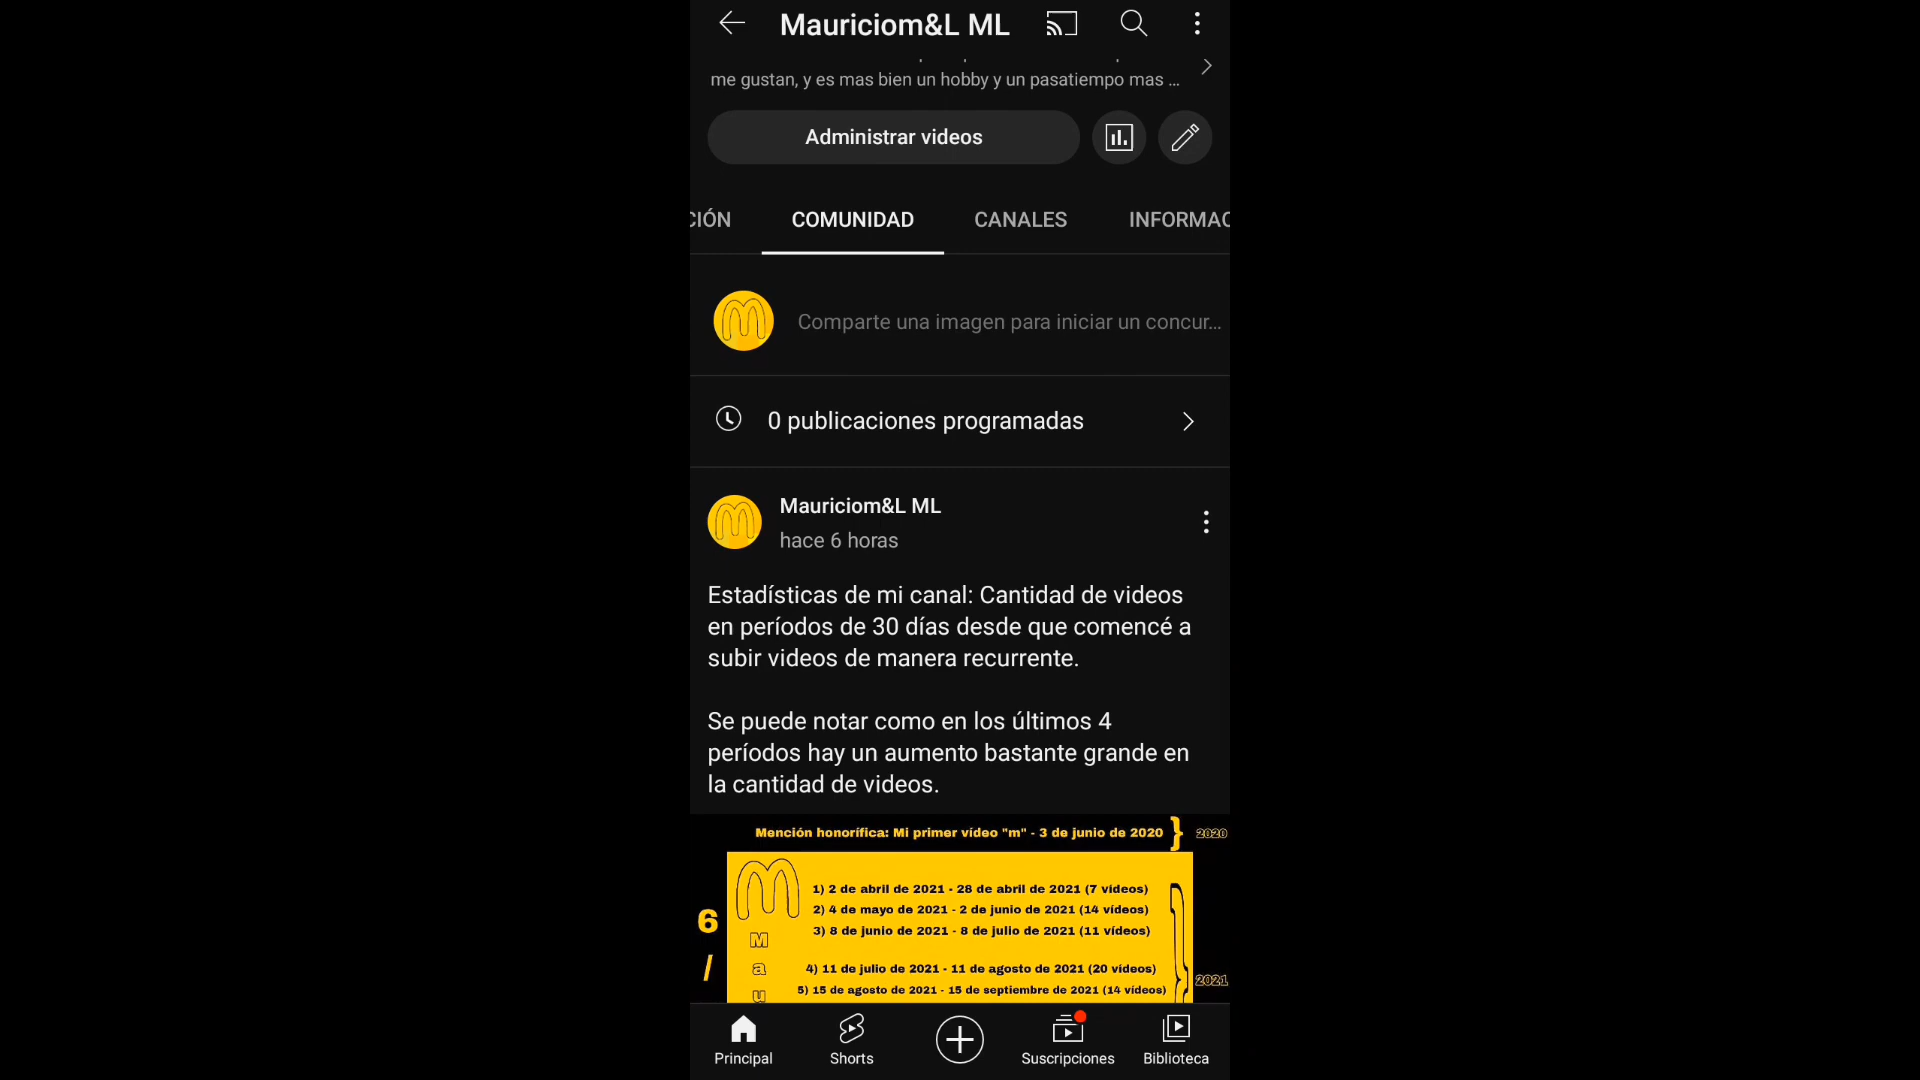 Mauriciom&L ML
me gustan, y es mas bien un hobby y un pasatiempo mas ...
Administrar videos
CIÓN
COMUNIDAD
CANALES
INFORMAC
Comparte una imagen para iniciar un concur...
0 publicaciones programadas
Mauriciom&L ML
hace 6 horas
Estadísticas de mi canal: Cantidad de videos
en períodos de 30 días desde que comencé a
subir videos de manera recurrente.
Se puede notar como en los últimos 4
períodos hay un aumento bastante grande en
la cantidad de videos.
Mención honorífica: Mi primer vídeo "m" - 3 de junio de 2020 } 2020
1) 2 de abril de 2021 - 28 de abril de 2021 (7 vídeos)
2) 4 de mayo de 2021 - 2 de junio de 2021 (14 vídeos)
3) 8 de junio de 2021 - 8 de julio de 2021 (11 vídeos)
4) 11 de julio de 2021 - 11 de agosto de 2021 (20 vídeos)
5) 15 de agosto de 2021 - 15 de septiembre de 2021 (14 vídeos)
6
/
m
M
a
u
2021
Principal
Shorts
Suscripciones
Biblioteca